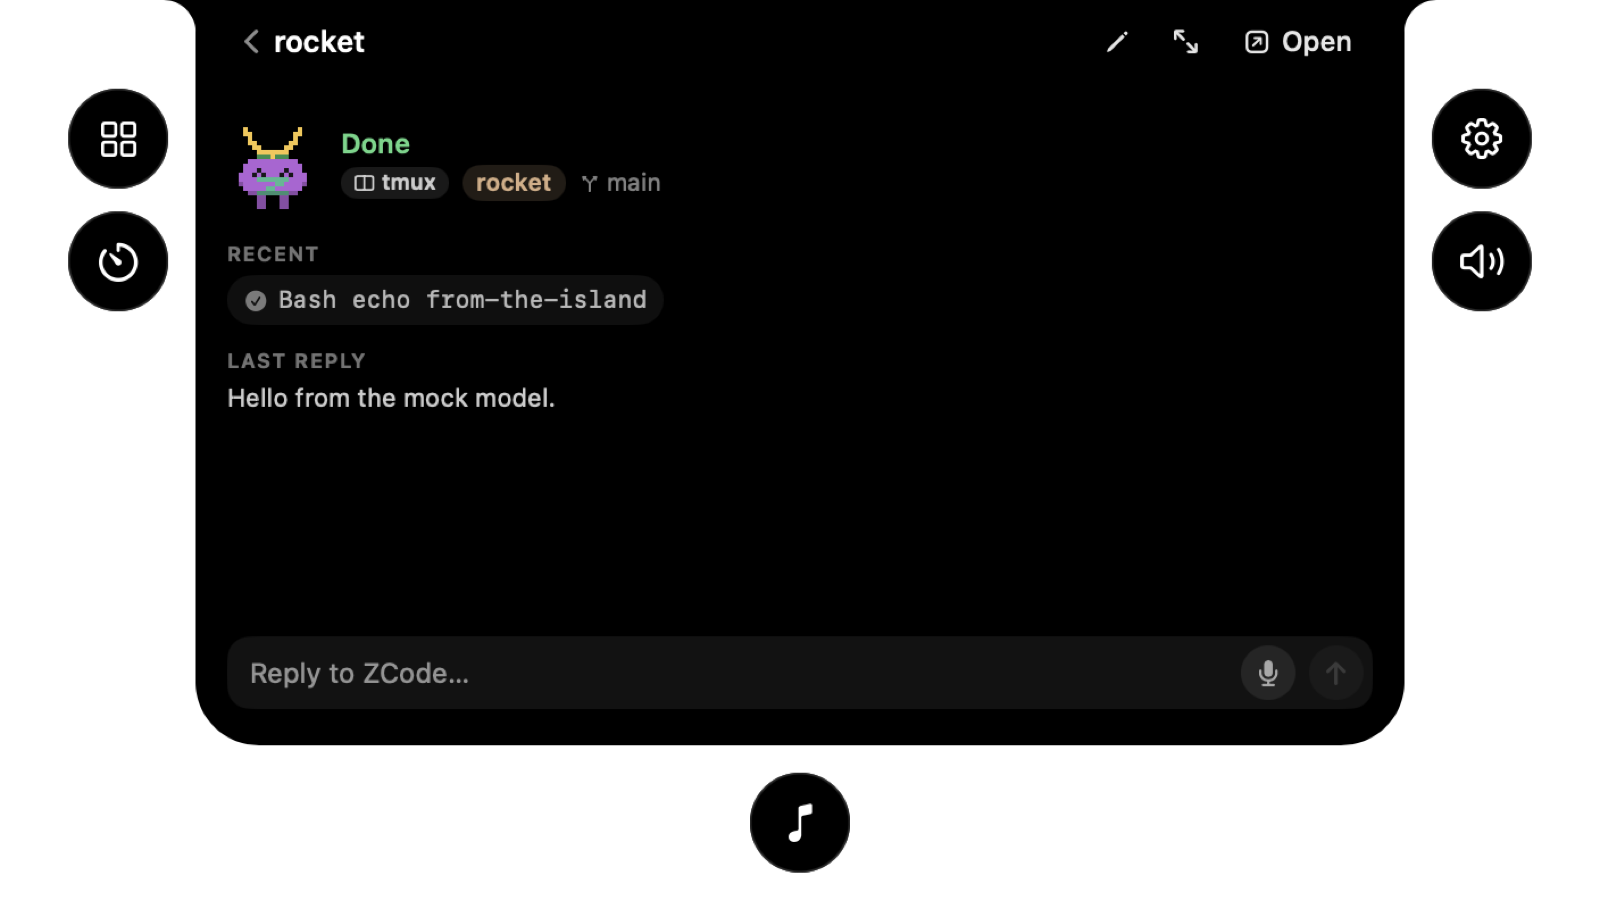 rocket
Open
Done
tmux rocket main
RECENT
Bash echo from-the-island
LAST REPLY
Hello from the mock model.
Reply to ZCode...